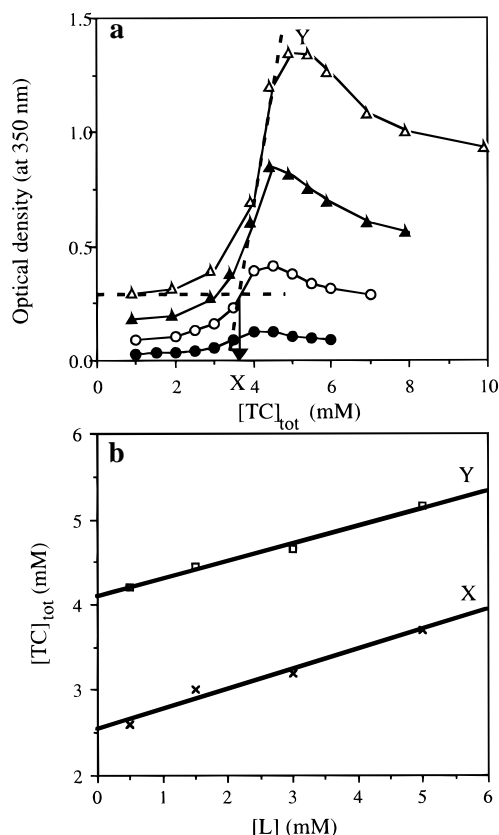 a
Y
1.5
1.0
0.5
0.0
Optical density (at 350 nm)
X
0 2 4 6 8 10
[TC]tot (mM)
b
6
5
4
3
2
Y
X
[TC]tot (mM)
0 1 2 3 4 5 6
[L] (mM)